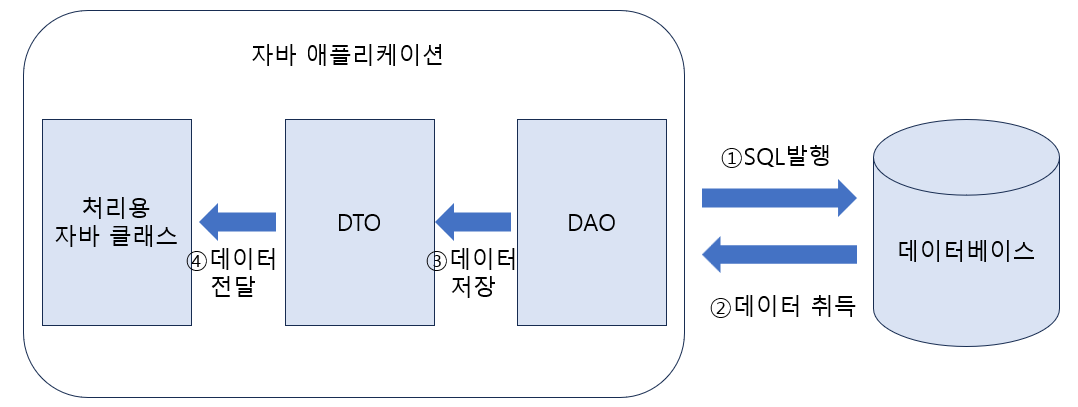 자바 애플리케이션
처리용
자바 클래스
④데이터
전달
DTO
③데이터
저장
DAO
①SQL발행
②데이터 취득
데이터베이스